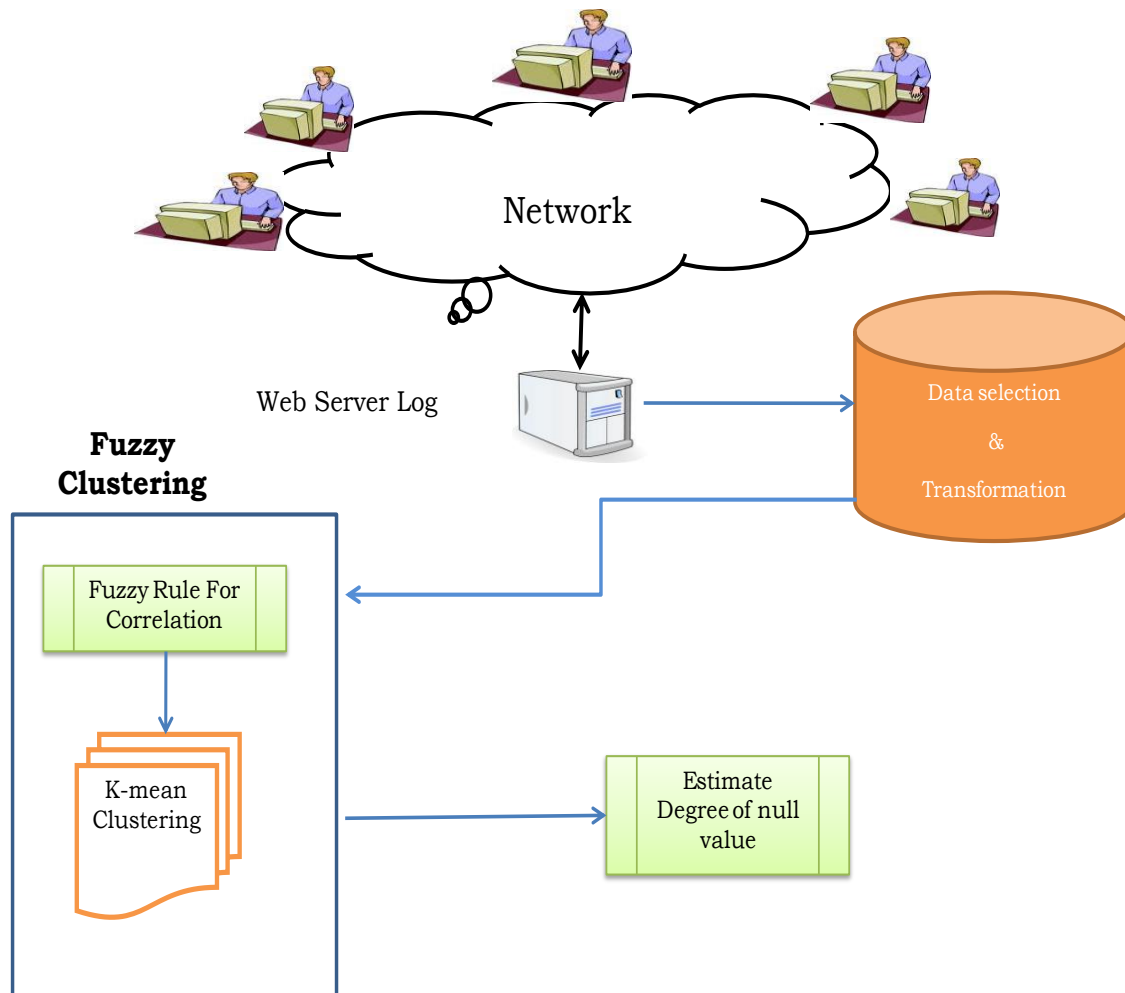 Network
Web Server Log
Data selection
&
Transformation
Fuzzy
Clustering
Fuzzy Rule For
Correlation
K-mean
Clustering
Estimate
Degree of null
value